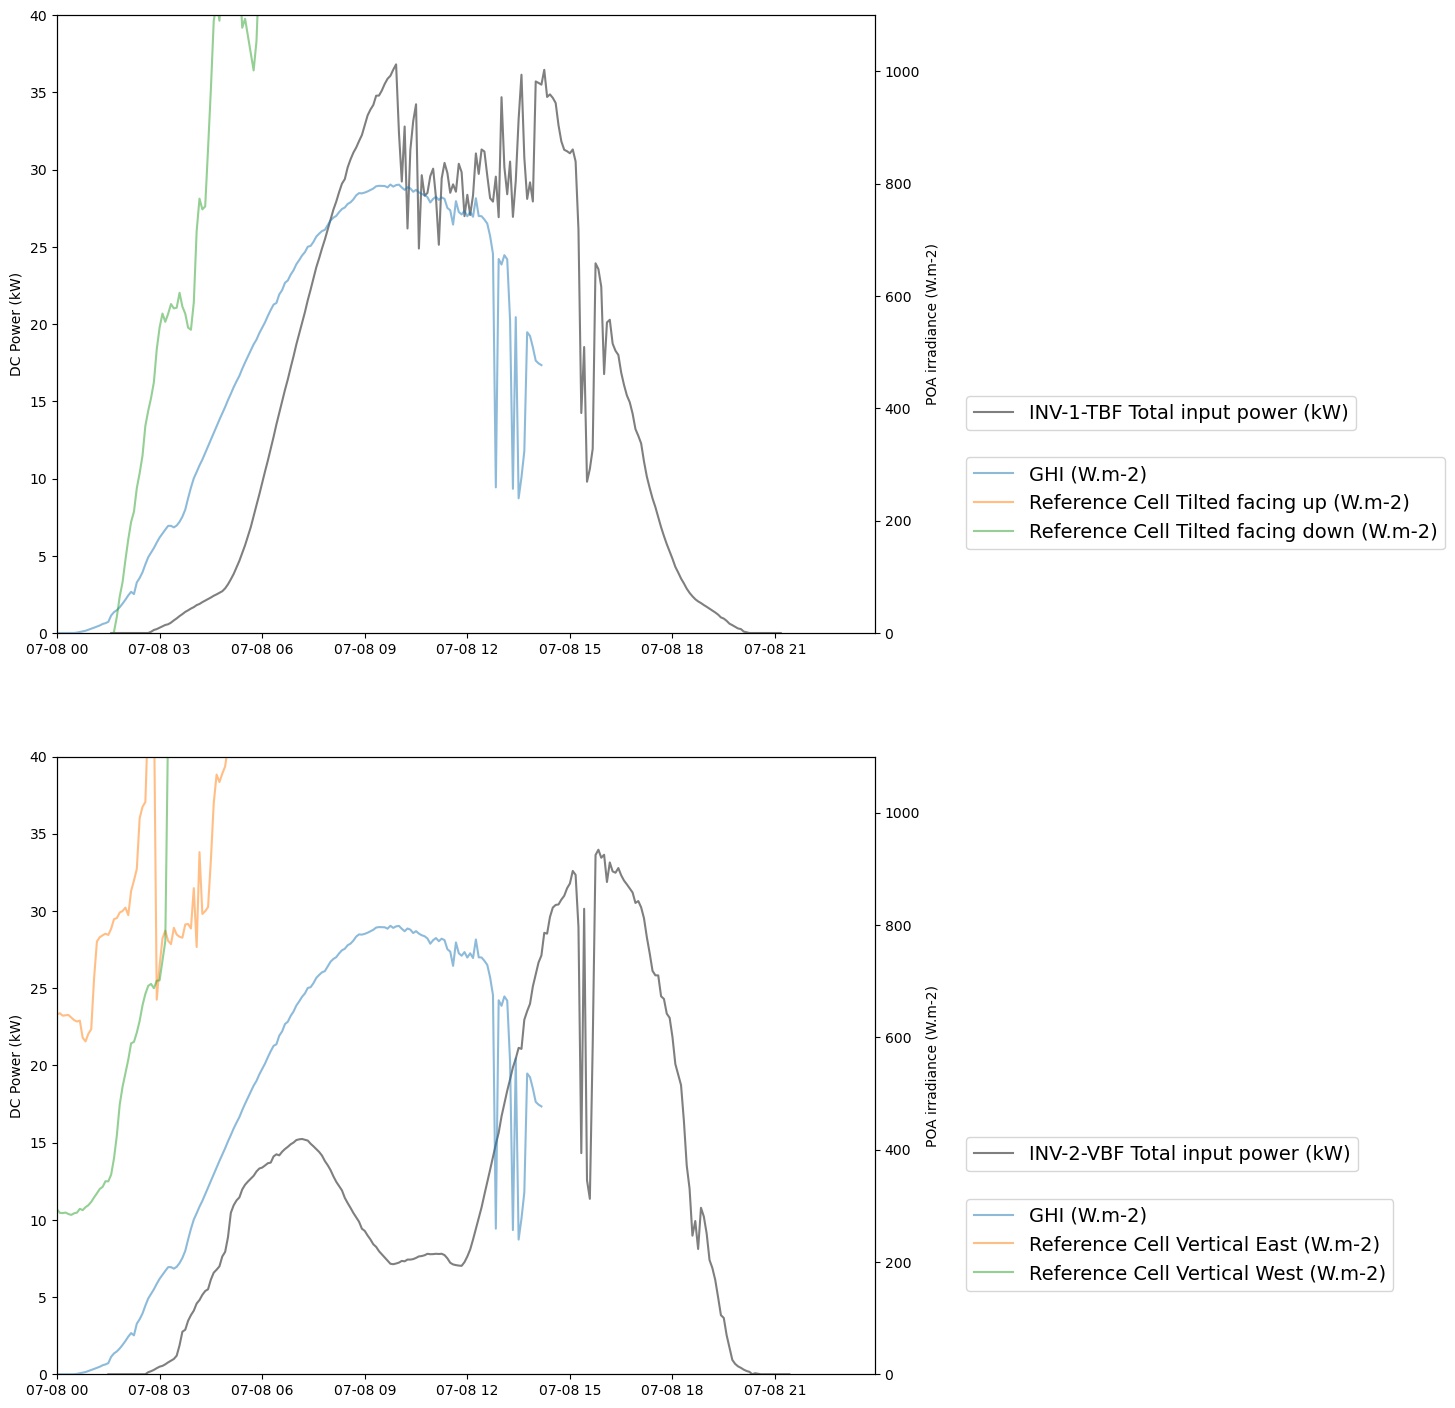 40
35
30
25
20
15
10
5
0
DC Power (kW)
07-08 00 07-08 03 07-08 06 07-08 09 07-08 12 07-08 15 07-08 18 07-08 21
1000
800
600
400
200
0
POA irradiance (W.m-2)
INV-1-TBF Total input power (kW)
GHI (W.m-2)
Reference Cell Tilted facing up (W.m-2)
Reference Cell Tilted facing down (W.m-2)
40
35
30
25
20
15
10
5
0
DC Power (kW)
07-08 00 07-08 03 07-08 06 07-08 09 07-08 12 07-08 15 07-08 18 07-08 21
1000
800
600
400
200
0
POA irradiance (W.m-2)
INV-2-VBF Total input power (kW)
GHI (W.m-2)
Reference Cell Vertical East (W.m-2)
Reference Cell Vertical West (W.m-2)